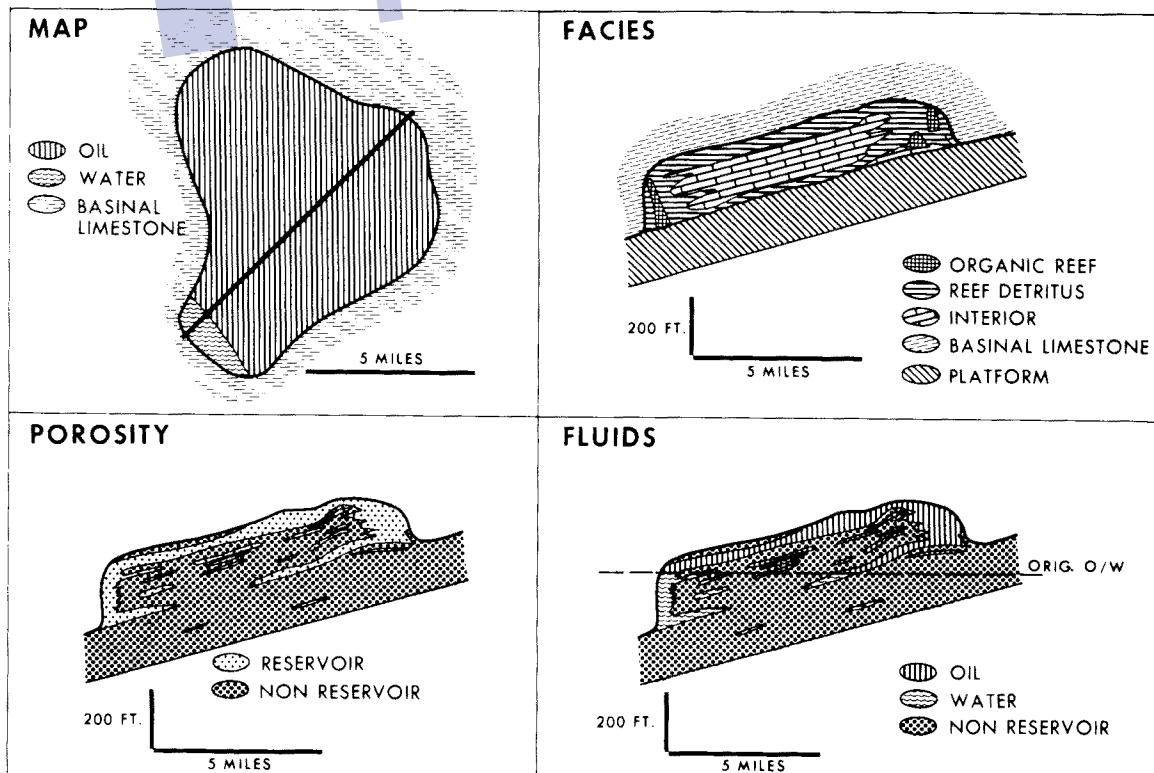 MAP
OIL
WATER
BASINAL
LIMESTONE
5 MILES
FACIES
ORGANIC REEF
REEF DETRITUS
INTERIOR
BASINAL LIMESTONE
PLATFORM
200 FT.
5 MILES
POROSITY
RESERVOIR
NON RESERVOIR
200 FT.
5 MILES
FLUIDS
ORIG. O/W
OIL
WATER
NON RESERVOIR
200 FT.
5 MILES